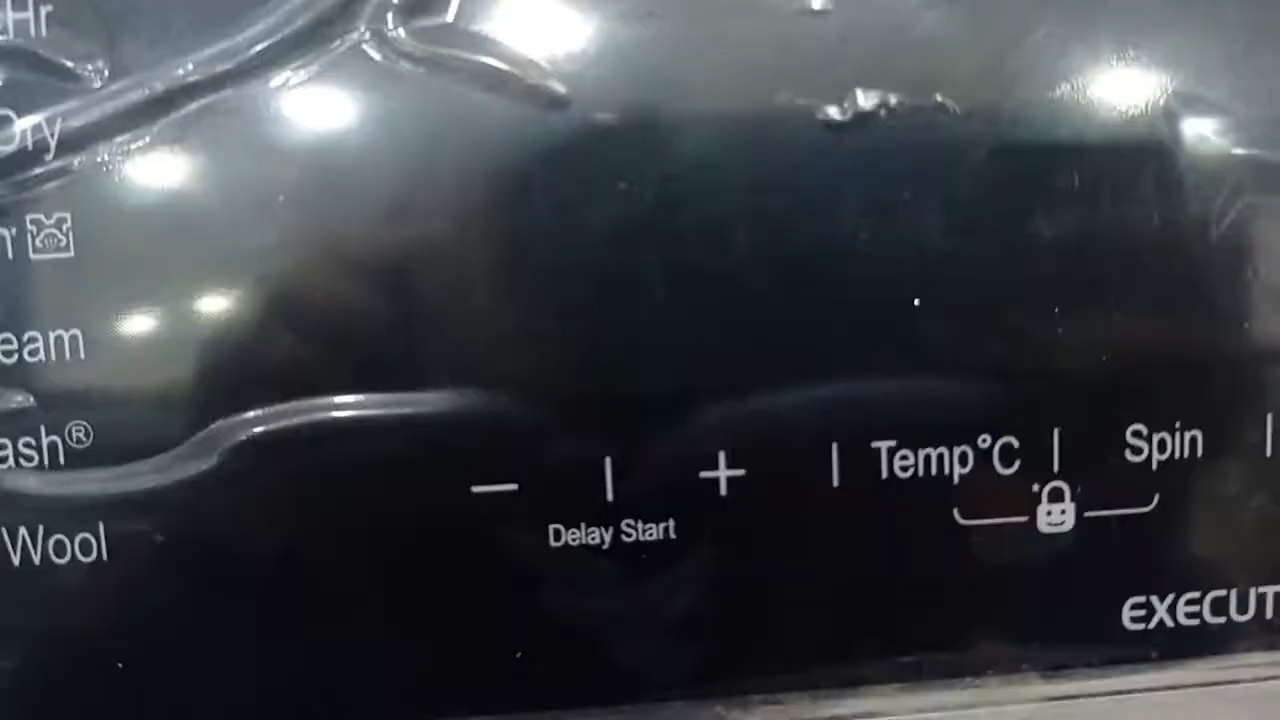 Hr
Dry
eam
ash®
Wool
− | + | Temp°C | Spin |
Delay Start
EXECUT